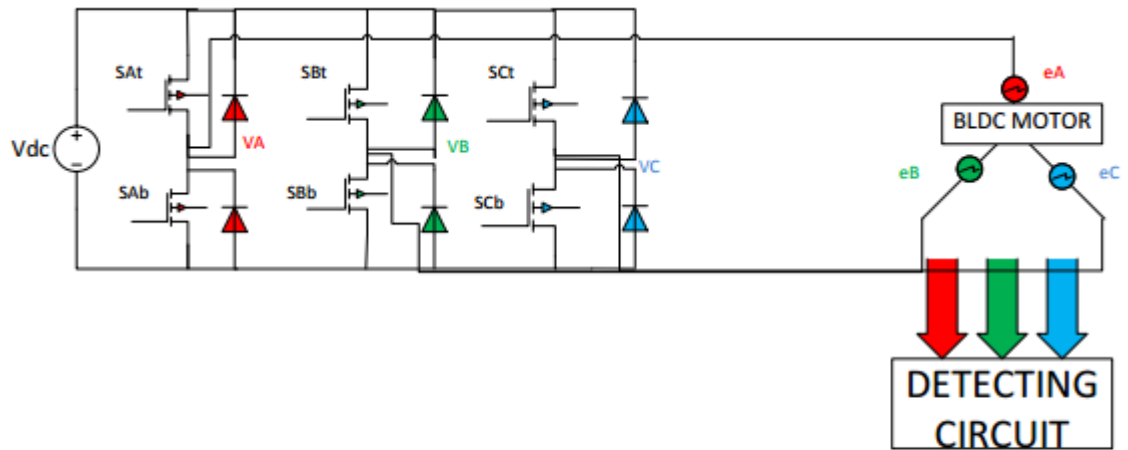 SAt
SBt
SCt
eA
BLDC MOTOR
Vdc
+
−
VA
VB
VC
eB
eC
SAb
SBb
SCb
DETECTING
CIRCUIT